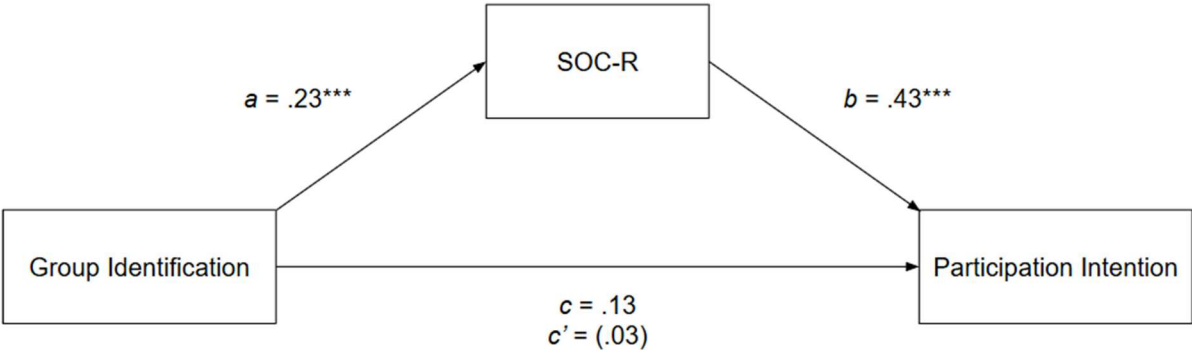 SOC-R
a = .23***
b = .43***
Group Identification
Participation Intention
c = .13
c’ = (.03)